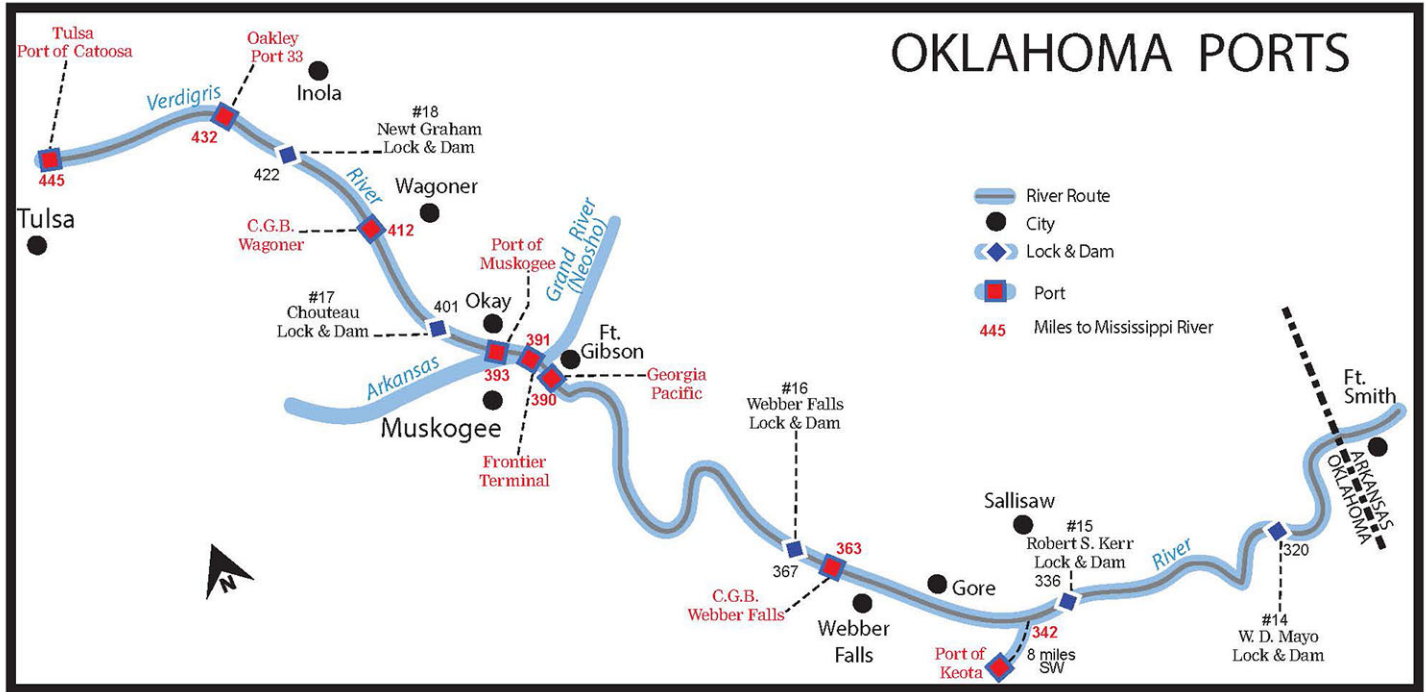 OKLAHOMA PORTS
Tulsa
Port of Catoosa
Oakley
Port 33
Inola
Verdigris
432
445
Tulsa
#18
Newt Graham
Lock & Dam
422
River
Wagoner
C.G.B.
Wagoner
412
Port of
Muskogee
Grand River
(Neosho)
#17
Chouteau
Lock & Dam
401
Okay
391
Ft.
Gibson
393
390
Georgia
Pacific
Arkansas
Muskogee
Frontier
Terminal
River Route
City
Lock & Dam
Port
445
Miles to Mississippi River
#16
Webber Falls
Lock & Dam
367
363
C.G.B.
Webber Falls
Webber
Falls
Gore
Sallisaw
#15
Robert S. Kerr
Lock & Dam
336
342
Port of
Keota
8 miles
SW
River
320
#14
W. D. Mayo
Lock & Dam
Ft.
Smith
ARKANSAS
OKLAHOMA
N